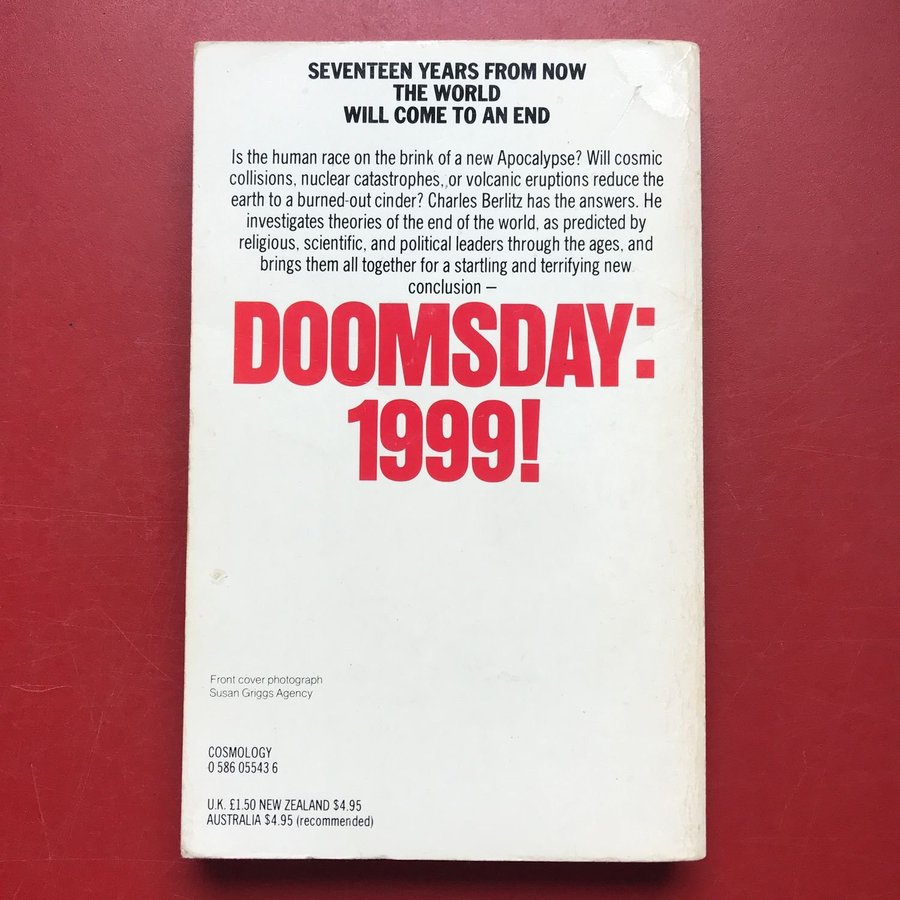 SEVENTEEN YEARS FROM NOW
THE WORLD
WILL COME TO AN END
Is the human race on the brink of a new Apocalypse? Will cosmic
collisions, nuclear catastrophes, or volcanic eruptions reduce the
earth to a burned-out cinder? Charles Berlitz has the answers. He
investigates theories of the end of the world, as predicted by
religious, scientific, and political leaders through the ages, and
brings them all together for a startling and terrifying new
conclusion –
DOOMSDAY:
1999!
Front cover photograph
Susan Griggs Agency
COSMOLOGY
0 586 05543 6
U.K. £1.50 NEW ZEALAND $4.95
AUSTRALIA $4.95 (recommended)